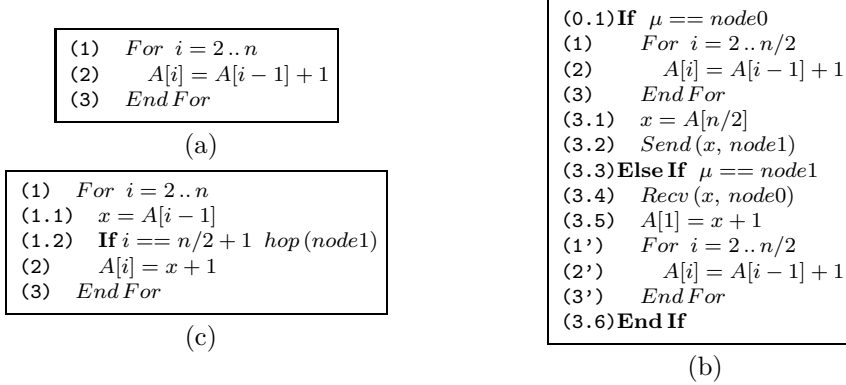 (1) For i = 2 .. n
(2) A[i] = A[i − 1] + 1
(3) End For
(a)
(1) For i = 2 .. n
(1.1) x = A[i − 1]
(1.2) If i == n/2 + 1 hop (node1)
(2) A[i] = x + 1
(3) End For
(c)
(0.1)If μ == node0
(1) For i = 2 .. n/2
(2) A[i] = A[i − 1] + 1
(3) End For
(3.1) x = A[n/2]
(3.2) Send (x, node1)
(3.3)Else If μ == node1
(3.4) Recv (x, node0)
(3.5) A[1] = x + 1
(1') For i = 2 .. n/2
(2') A[i] = A[i − 1] + 1
(3') End For
(3.6)End If
(b)